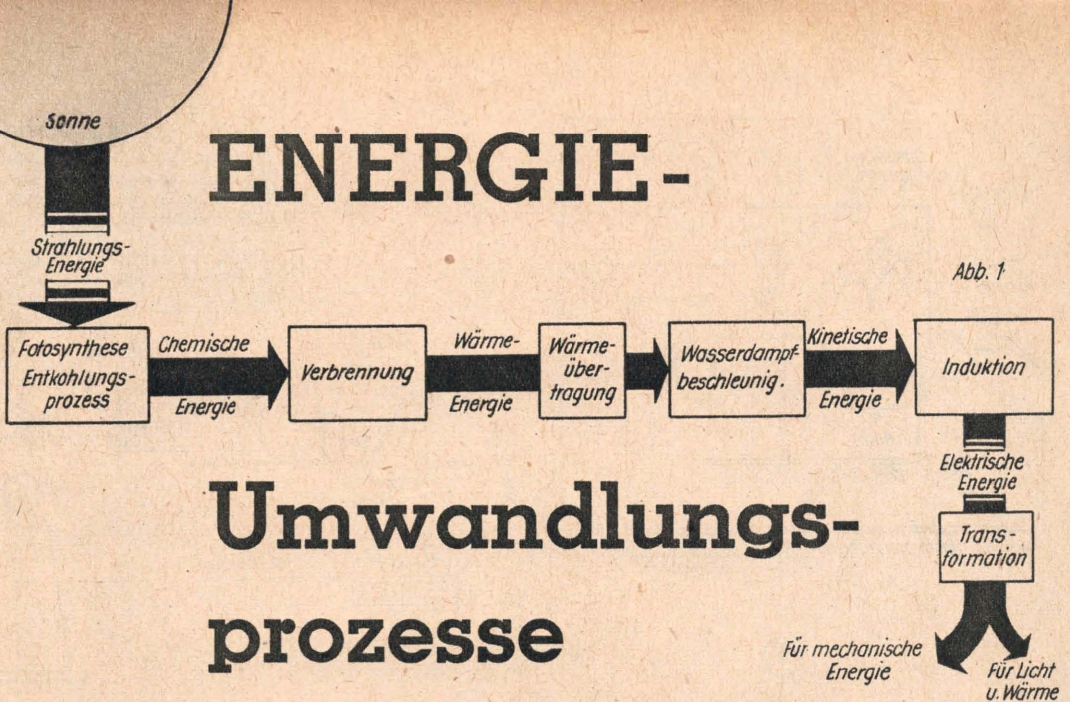 Sonne
ENERGIE-
Strahlungs-
Energie
Abb. 1
Fotosynthese
Entkohlungs-
prozess
Chemische
Energie
Verbrennung
Wärme-
Energie
Wärme-
über-
tragung
Wasserdampf-
beschleunig.
Kinetische
Energie
Induktion
Elektrische
Energie
Umwandlungs-
Trans-
formation
prozesse
Für mechanische
Energie
Für Licht
u. Wärme